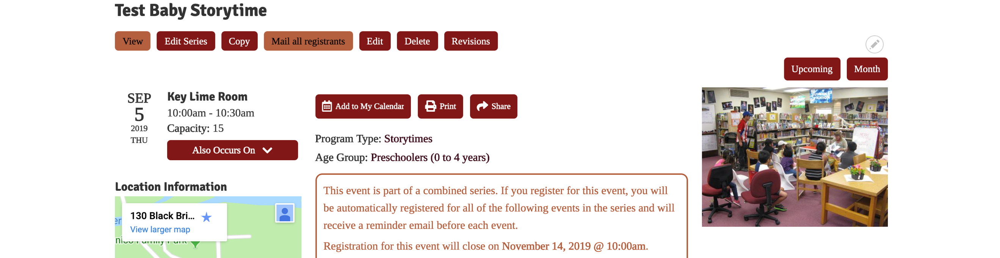 Test Baby Storytime
View
Edit Series
Copy
Mail all registrants
Edit
Delete
Revisions
Upcoming
Month
SEP
5
2019
THU
Key Lime Room
10:00am - 10:30am
Capacity: 15
Also Occurs On
Add to My Calendar
Print
Share
Program Type: Storytimes
Age Group: Preschoolers (0 to 4 years)
This event is part of a combined series. If you register for this event, you will
be automatically registered for all of the following events in the series and will
receive a reminder email before each event.
Registration for this event will close on November 14, 2019 @ 10:00am.
Location Information
130 Black Bri...
View larger map
er
Family Park
FICTION